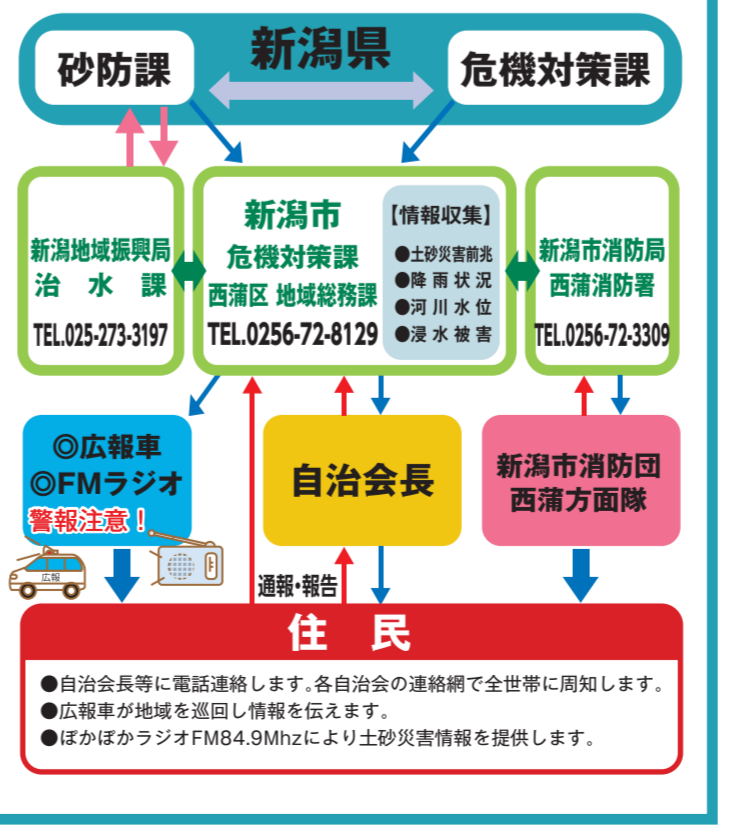 新潟県
砂防課
危機対策課
新潟地域振興局
治水課
TEL.025-273-3197
新潟市
危機対策課
西蒲区 地域総務課
TEL.0256-72-8129
【情報収集】
●土砂災害前兆
●降雨状況
●河川水位
●浸水被害
新潟市消防局
西蒲消防署
TEL.0256-72-3309
◎広報車
◎FMラジオ
警報注意！
広報
自治会長
新潟市消防団
西蒲方面隊
通報・報告
住民
●自治会長等に電話連絡します。各自治会の連絡網で全世帯に周知します。
●広報車が地域を巡回し情報を伝えます。
●ぽかぽかラジオFM84.9Mhzにより土砂災害情報を提供します。